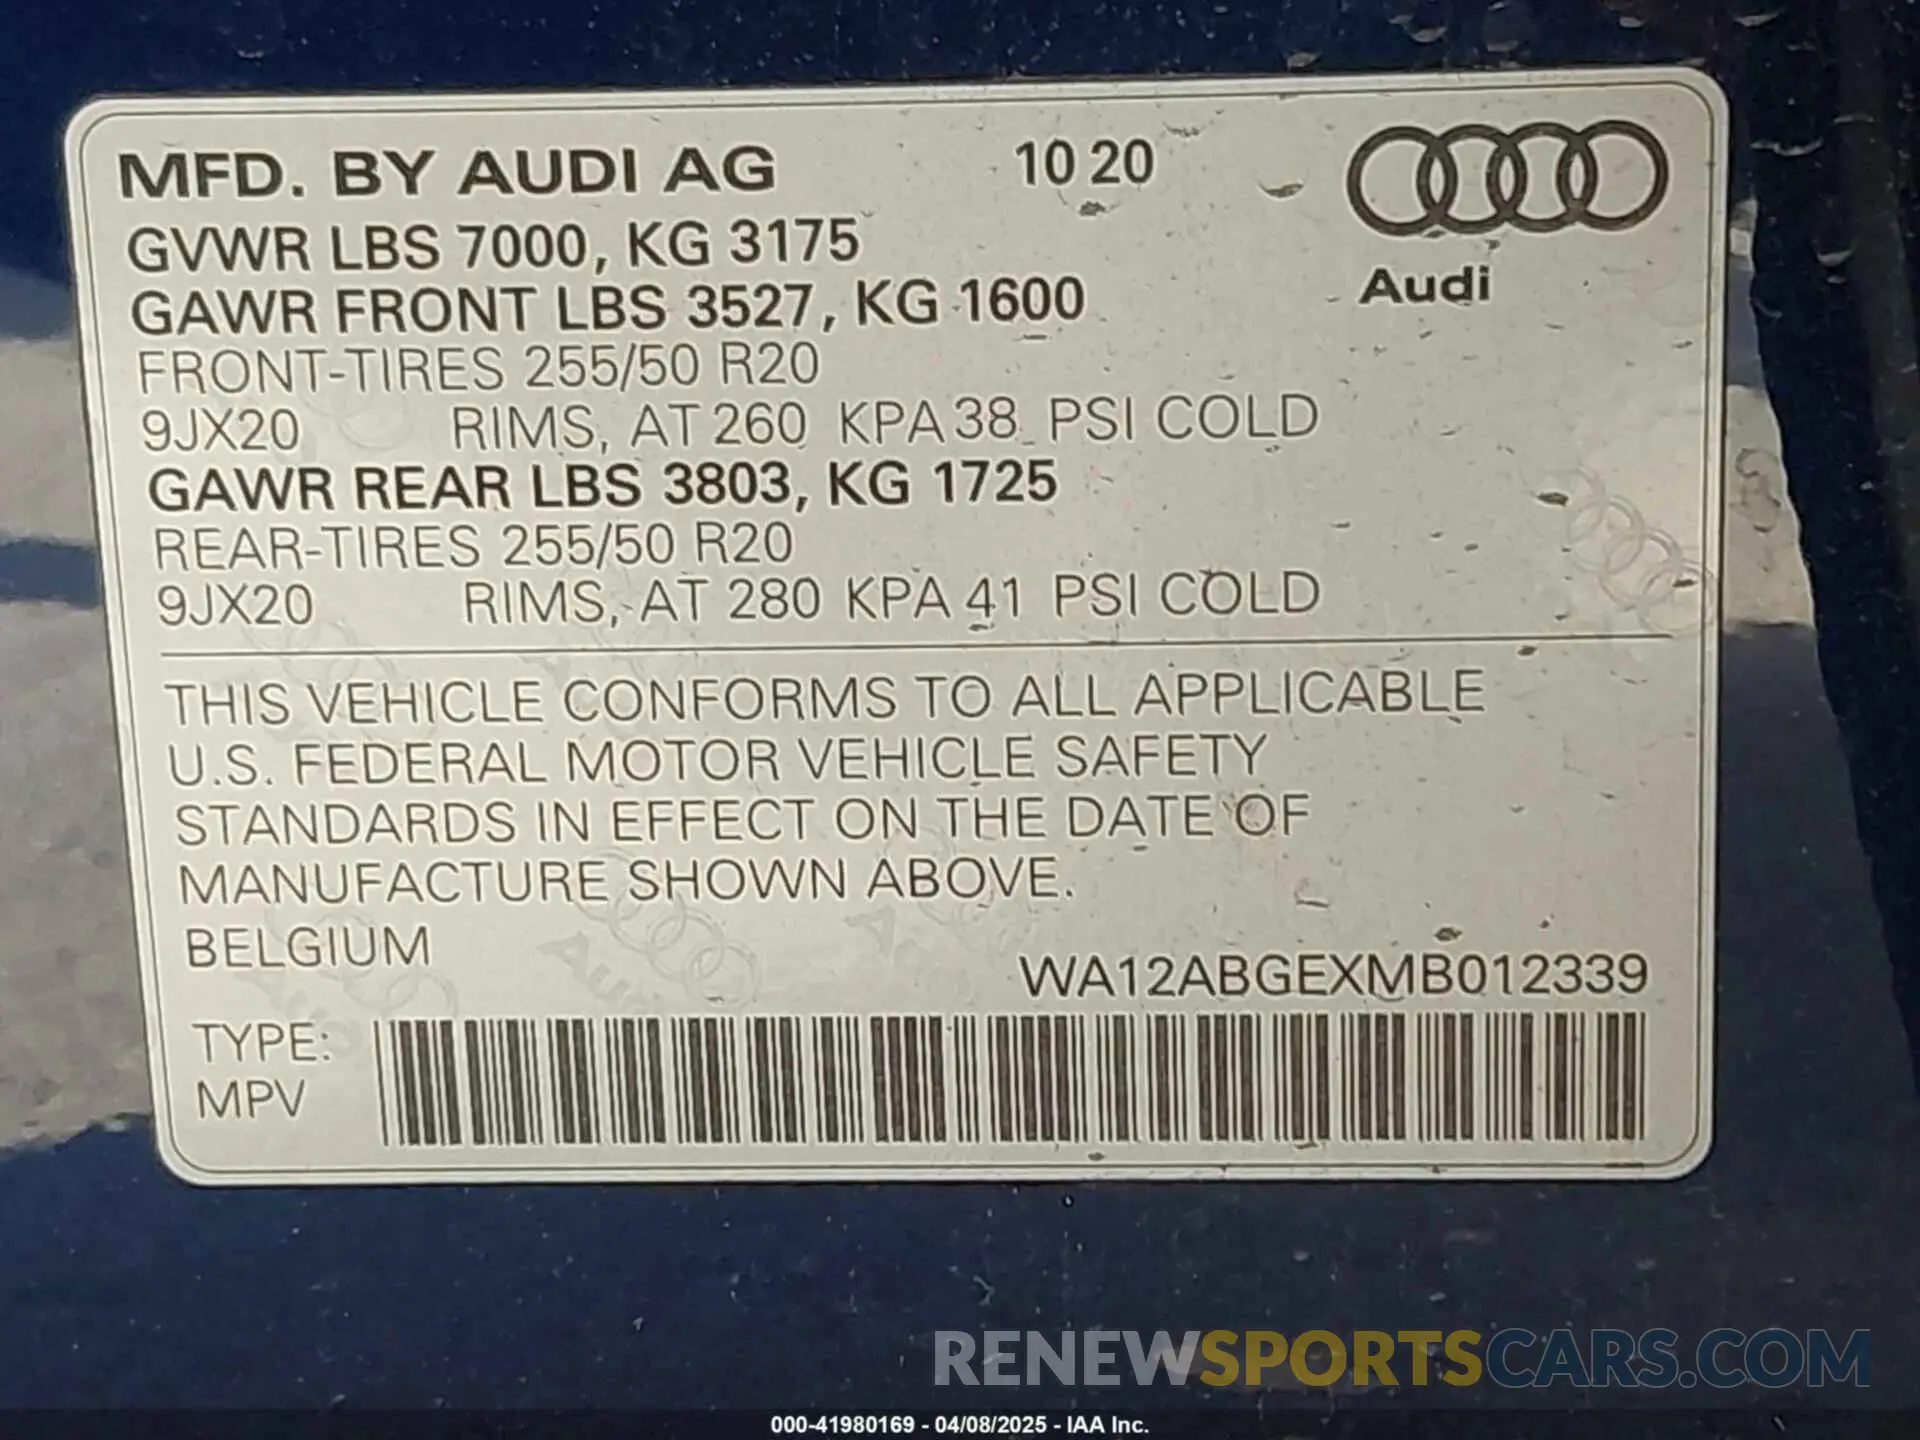 MFD. BY AUDI AG 10 20
GVWR LBS 7000, KG 3175
GAWR FRONT LBS 3527, KG 1600
Audi
FRONT-TIRES 255/50 R20
9JX20 RIMS, AT 260 KPA 38 PSI COLD
GAWR REAR LBS 3803, KG 1725
REAR-TIRES 255/50 R20
9JX20 RIMS, AT 280 KPA 41 PSI COLD
THIS VEHICLE CONFORMS TO ALL APPLICABLE
U.S. FEDERAL MOTOR VEHICLE SAFETY
STANDARDS IN EFFECT ON THE DATE OF
MANUFACTURE SHOWN ABOVE.
BELGIUM
WA12ABGEXMB012339
TYPE:
MPV
RENEWSPORTSCARS.COM
000-41980169 - 04/08/2025 - IAA Inc.